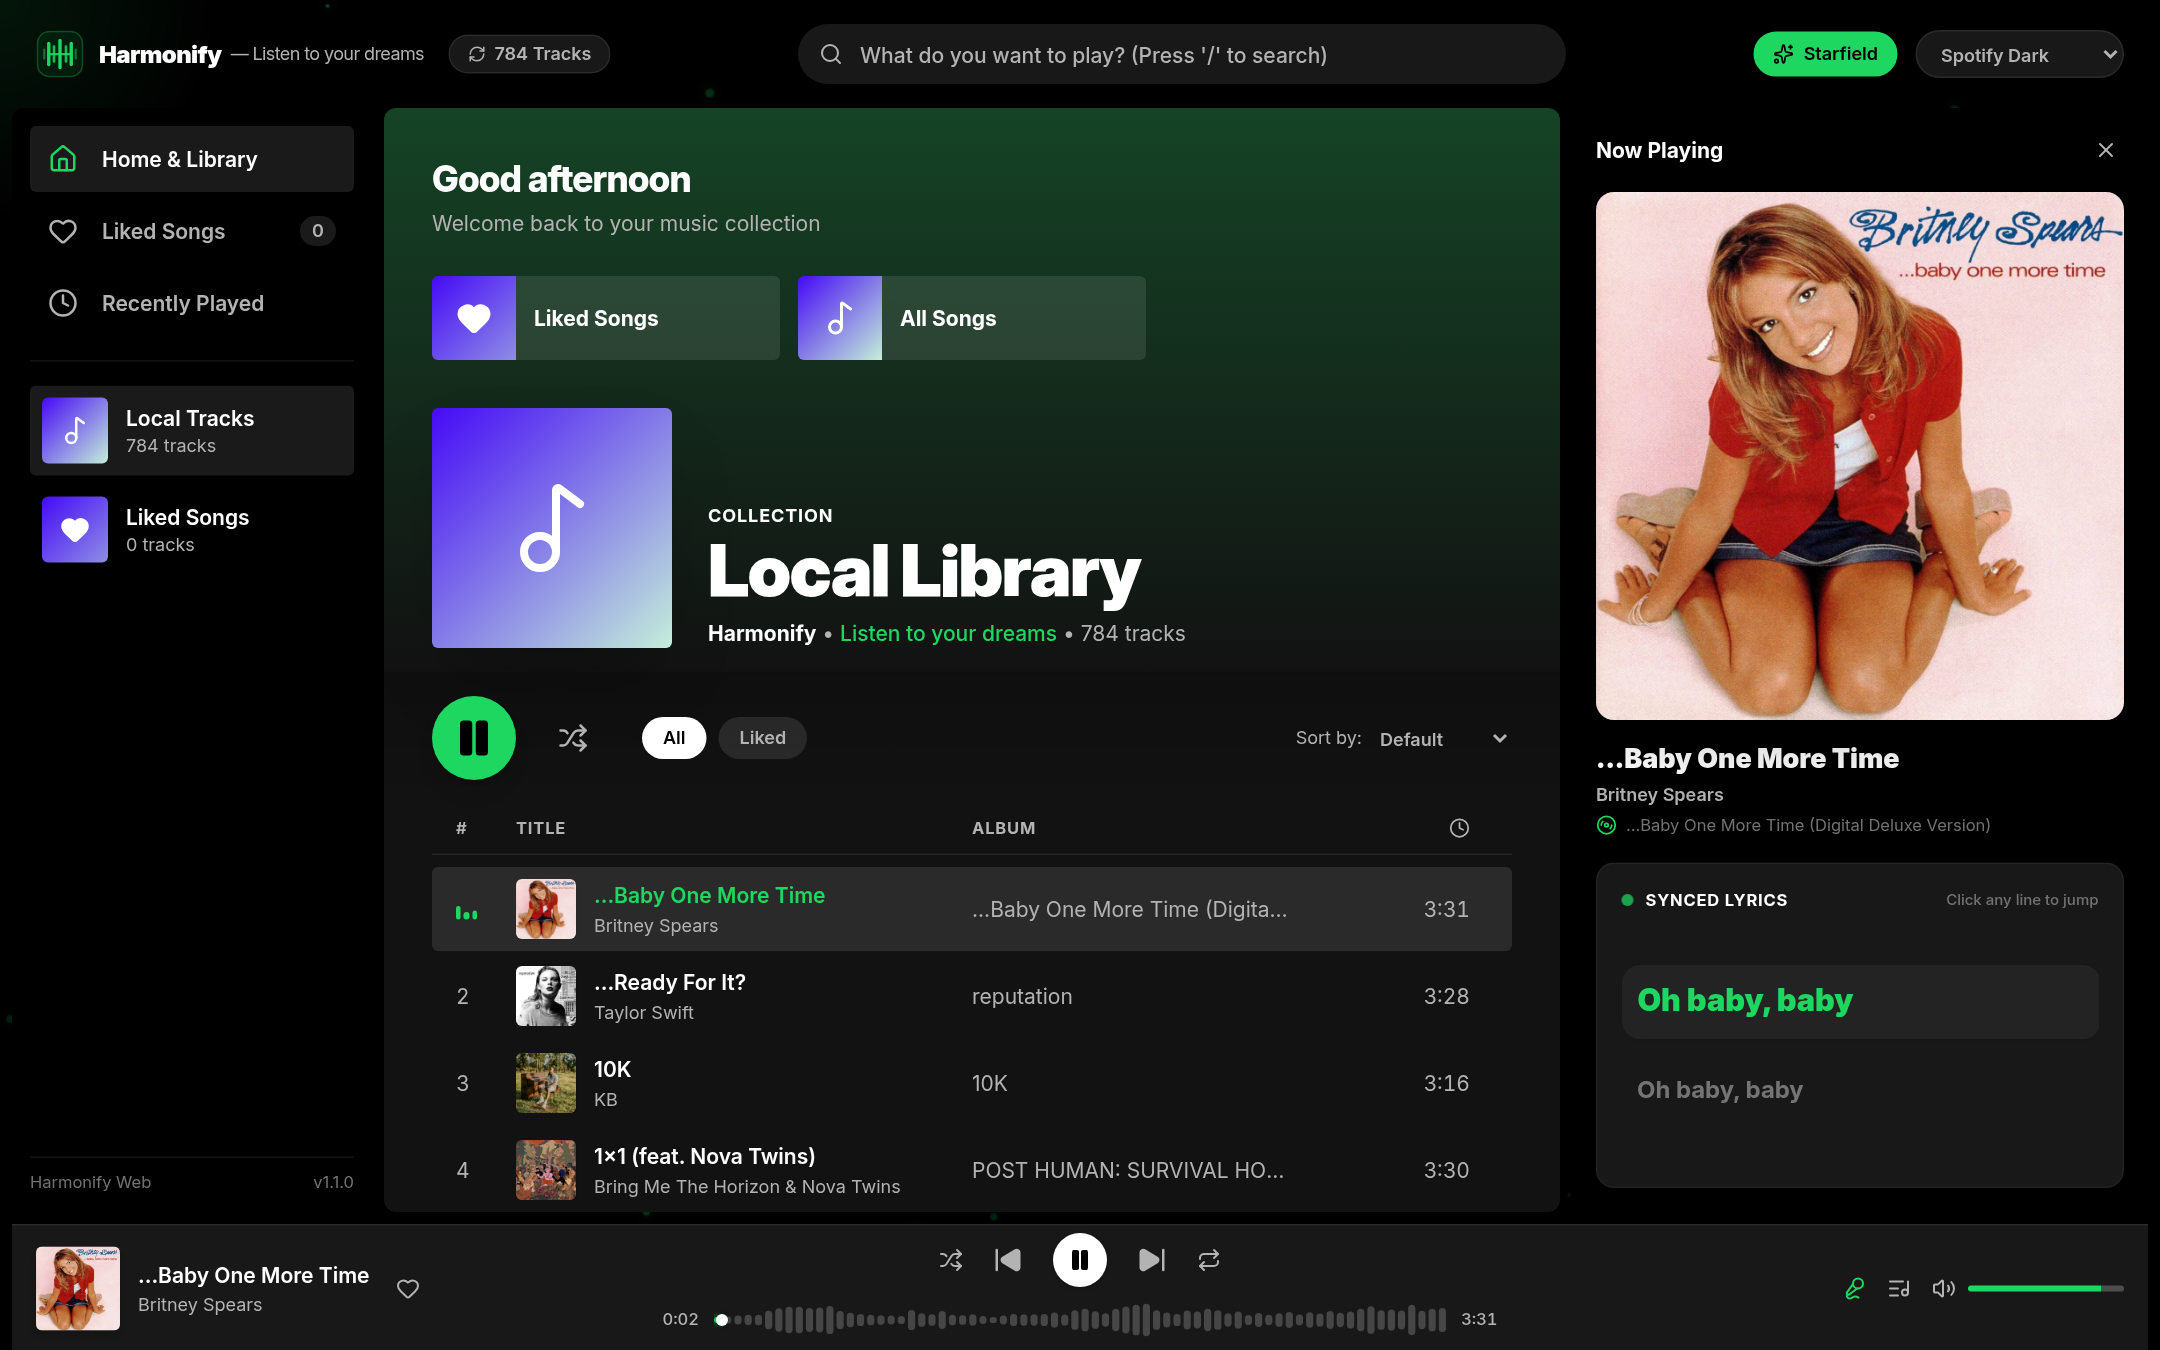 Harmonify — Listen to your dreams
784 Tracks
What do you want to play? (Press '/' to search)
Starfield
Spotify Dark
Home & Library
Liked Songs
0
Recently Played
Local Tracks
784 tracks
Liked Songs
0 tracks
Harmonify Web
v1.1.0
Good afternoon
Welcome back to your music collection
Liked Songs
All Songs
COLLECTION
Local Library
Harmonify • Listen to your dreams • 784 tracks
All
Liked
Sort by:
Default
# TITLE ALBUM
...Baby One More Time
Britney Spears
...Baby One More Time (Digita...
3:31
2
...Ready For It?
Taylor Swift
reputation
3:28
3
10K
KB
10K
3:16
4
1×1 (feat. Nova Twins)
Bring Me The Horizon & Nova Twins
POST HUMAN: SURVIVAL HO...
3:30
Now Playing
Britney Spears
...baby one more time
...Baby One More Time
Britney Spears
...Baby One More Time (Digital Deluxe Version)
SYNCED LYRICS
Click any line to jump
Oh baby, baby
Oh baby, baby
...Baby One More Time
Britney Spears
0:02
3:31